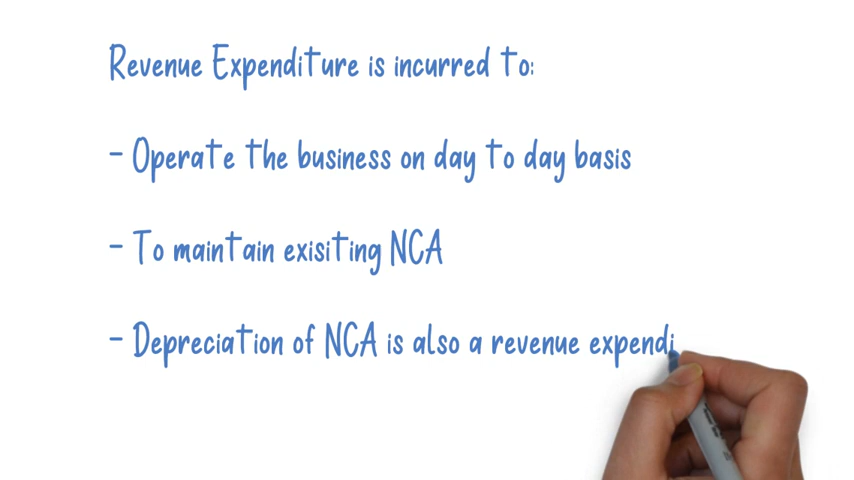 Revenue Expenditure is incurred to:
- Operate the business on day to day basis
- To maintain exisiting NCA
- Depreciation of NCA is also a revenue expendi